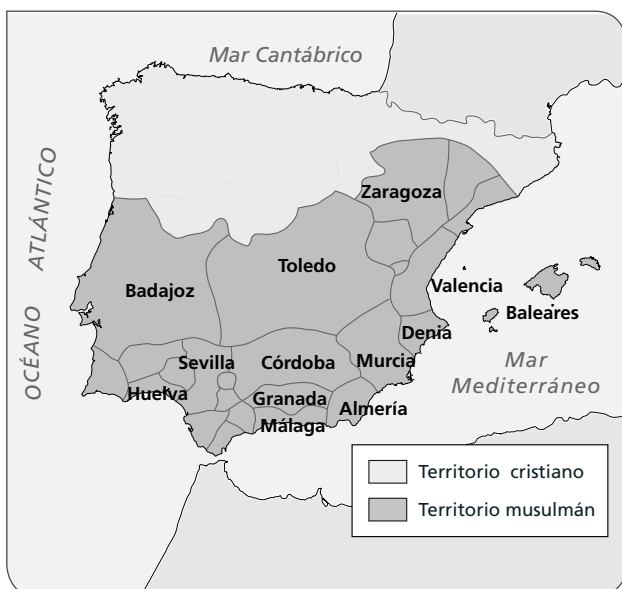 Mar Cantábrico
OCÉANO ATLÁNTICO
Zaragoza
Toledo
Badajoz
Valencia
Baleares
Denia
Sevilla
Córdoba
Murcia
Mar
Mediterráneo
Huelva
Granada
Almería
Málaga
Territorio cristiano
Territorio musulmán